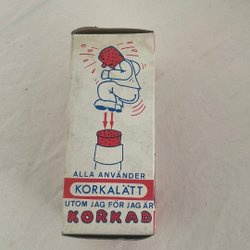 ALLA ANVÄNDER
KORKALÄTT
UTOM JAG FÖR JAG ÄR
KORKAD